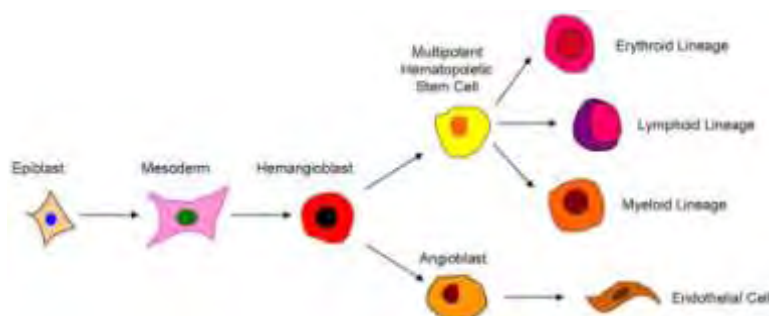 Multipotent
Hematopoietic
Stem Cell
Erythroid Lineage
Lymphoid Lineage
Epiblast
Mesoderm
Hemangioblast
Myeloid Lineage
Angioblast
Endothelial Cell